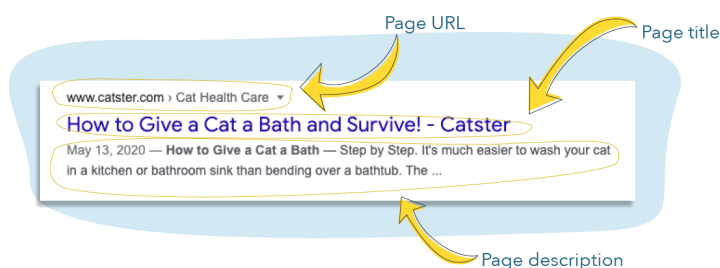 Page URL
Page title
www.catster.com › Cat Health Care
How to Give a Cat a Bath and Survive! - Catster
May 13, 2020 — How to Give a Cat a Bath — Step by Step. It's much easier to wash your cat
in a kitchen or bathroom sink than bending over a bathtub. The ...
Page description